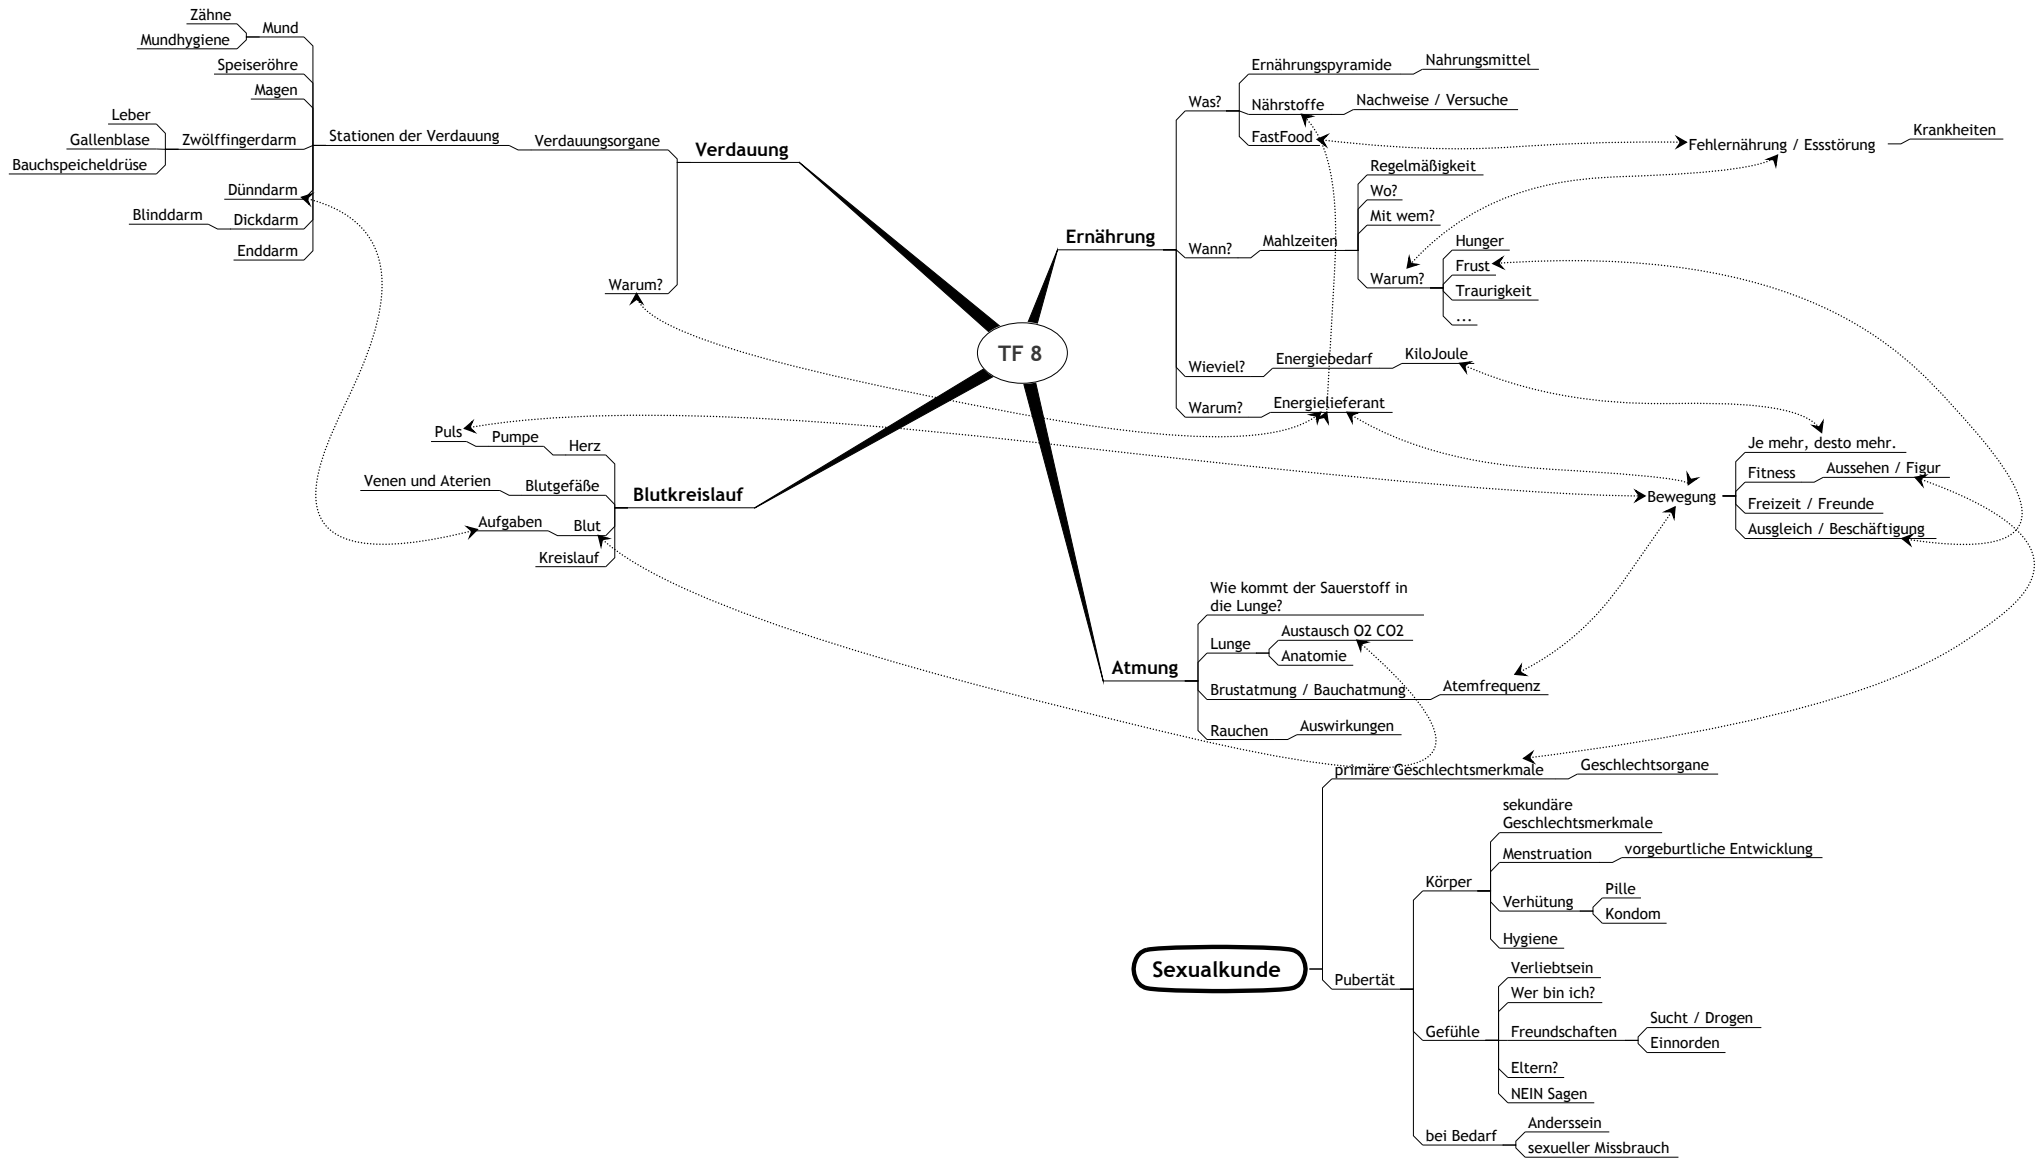 Zähne
Mundhygiene
Mund
Speiseröhre
Magen
Leber
Gallenblase
Bauchspeicheldrüse
Zwölffingerdarm
Dünndarm
Blinddarm
Dickdarm
Enddarm
Stationen der Verdauung
Verdauungsorgane
Verdauung
Warum?
TF 8
Ernährung
Was?
Ernährungspyramide
Nahrungsmittel
Nährstoffe
Nachweise / Versuche
FastFood
Fehlernährung / Essstörung
Krankheiten
Wann?
Mahlzeiten
Regelmäßigkeit
Wo?
Mit wem?
Warum?
Hunger
Frust
Traurigkeit
...
Wieviel?
Energiebedarf
KiloJoule
Warum?
Energielieferant
Bewegung
Je mehr, desto mehr.
Fitness
Aussehen / Figur
Freizeit / Freunde
Ausgleich / Beschäftigung
Puls
Pumpe
Herz
Venen und Aterien
Blutgefäße
Blutkreislauf
Aufgaben
Blut
Kreislauf
Atmung
Wie kommt der Sauerstoff in
die Lunge?
Lunge
Austausch O2 CO2
Anatomie
Brustatmung / Bauchatmung
Atemfrequenz
Rauchen
Auswirkungen
Sexualkunde
primäre Geschlechtsmerkmale
Geschlechtsorgane
Pubertät
Körper
sekundäre
Geschlechtsmerkmale
Menstruation
vorgeburtliche Entwicklung
Verhütung
Pille
Kondom
Hygiene
Gefühle
Verliebtsein
Wer bin ich?
Freundschaften
Sucht / Drogen
Einnorden
Eltern?
NEIN Sagen
bei Bedarf
Anderssein
sexueller Missbrauch